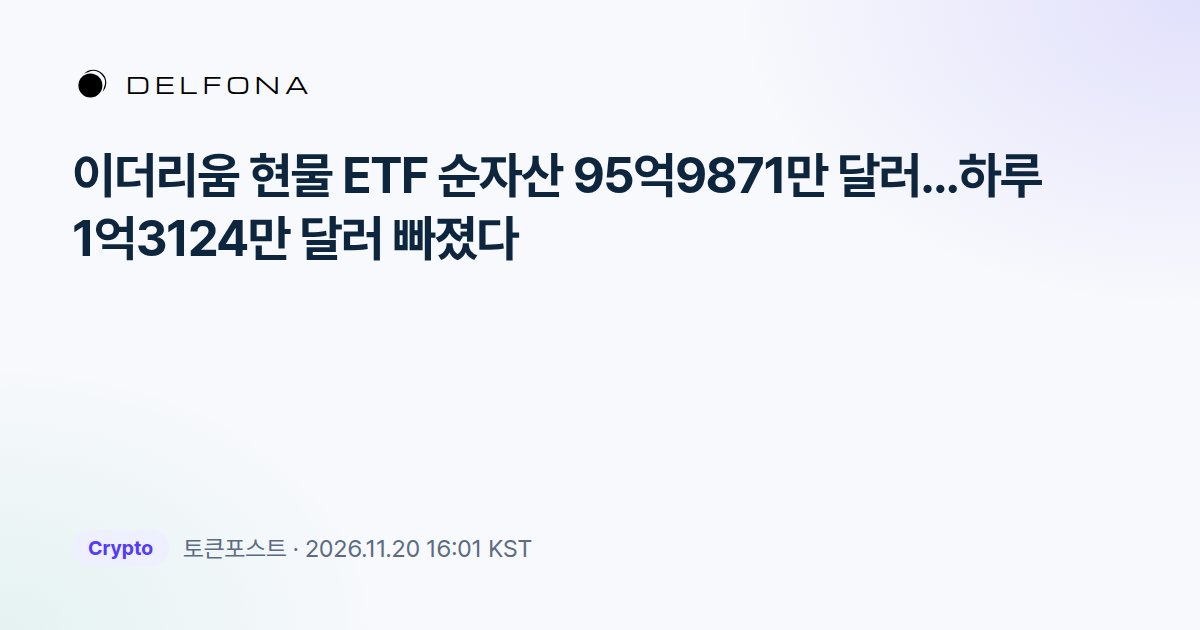 DELFONA
이더리움 현물 ETF 순자산 95억9871만 달러...하루
1억3124만 달러 빠졌다
Crypto 토큰포스트 · 2026.11.20 16:01 KST